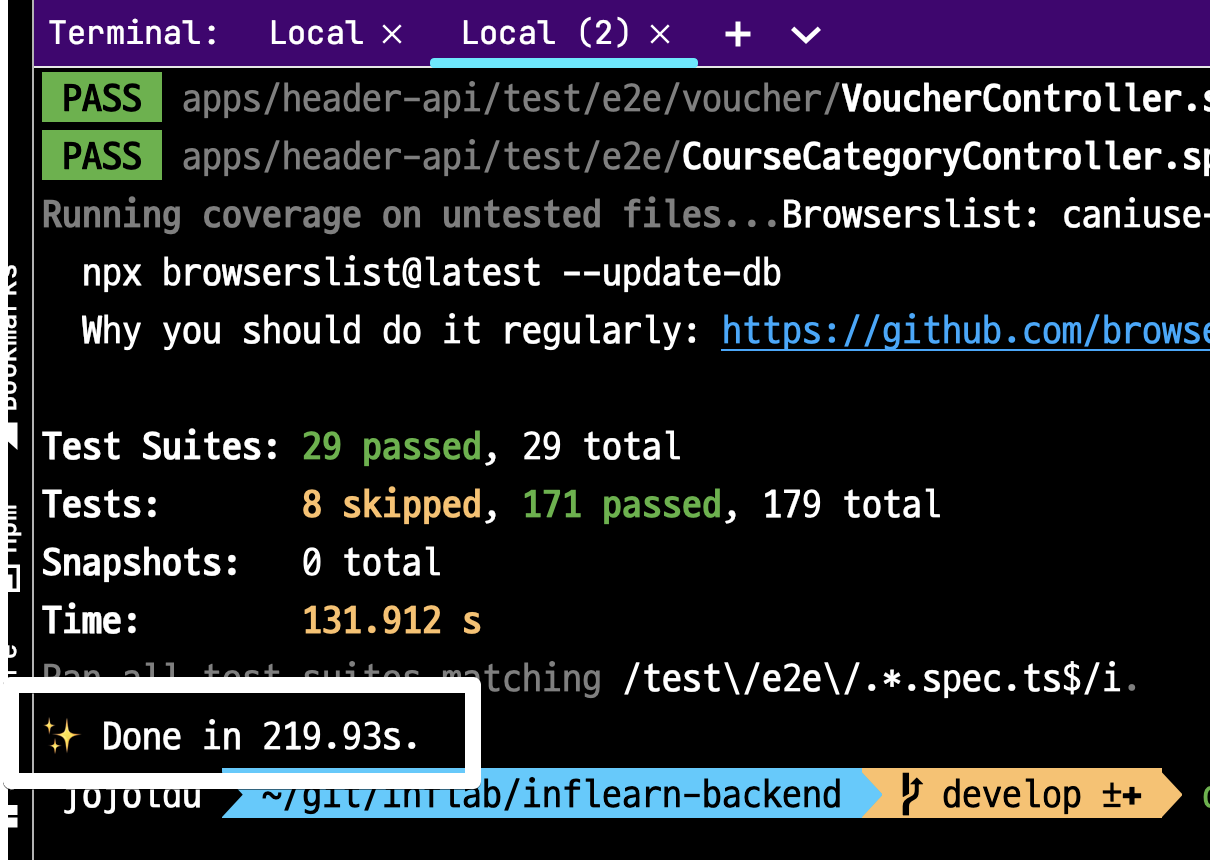 Terminal: Local × Local (2) × +
PASS apps/header-api/test/e2e/voucher/VoucherController.s
PASS apps/header-api/test/e2e/CourseCategoryController.sp
Running coverage on untested files...Browserslist: caniuse-
npx browserslist@latest --update-db
Why you should do it regularly: https://github.com/browse
Test Suites: 29 passed, 29 total
Tests: 8 skipped, 171 passed, 179 total
Snapshots: 0 total
Time: 131.912 s
Ran all test suites matching /test\/e2e\/.*.spec.ts$/i.
✨ Done in 219.93s.
jojoldu ~/git/inflab/inflearn-backend develop ±+
Bookmarks
npm